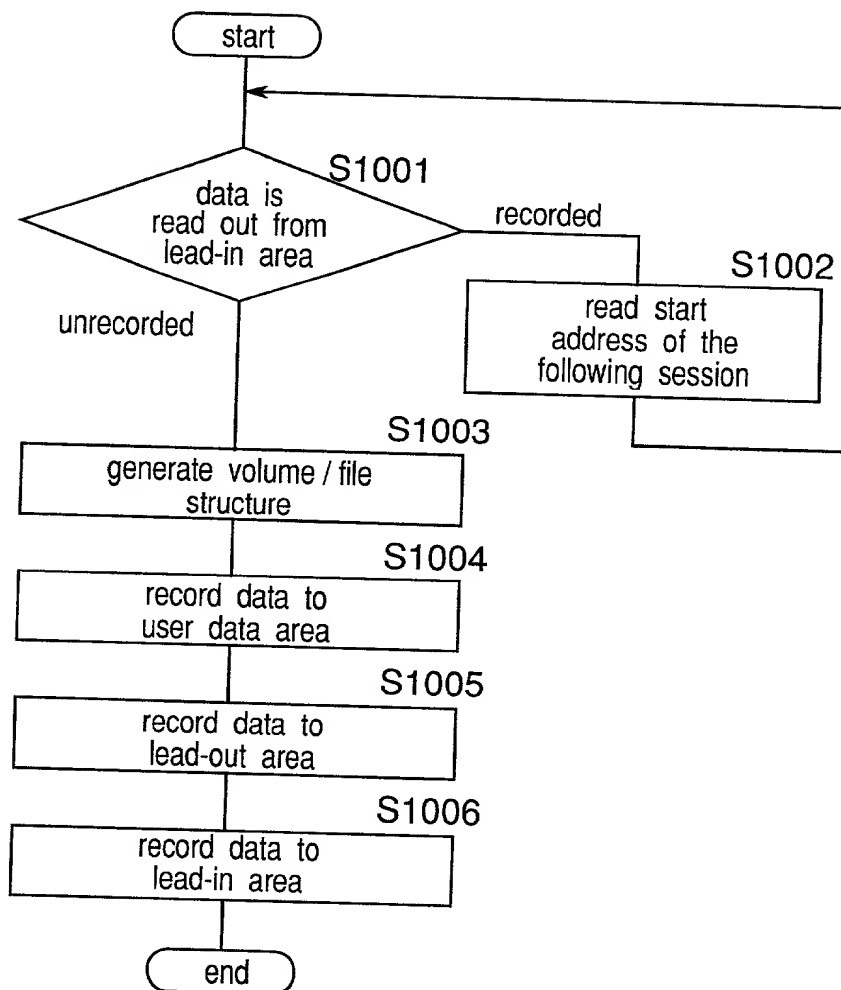 start
S1001
data is
read out from
lead-in area
recorded
S1002
read start
address of the
following session
unrecorded
S1003
generate volume / file
structure
S1004
record data to
user data area
S1005
record data to
lead-out area
S1006
record data to
lead-in area
end